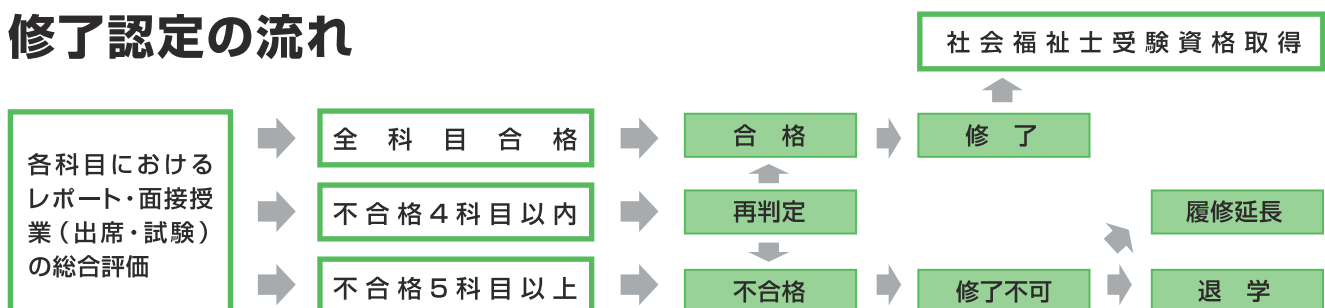 修了認定の流れ
社会福祉士受験資格取得
各科目における
レポート・面接授
業（出席・試験）
の総合評価
全科目合格
合格
修了
不合格4科目以内
再判定
履修延長
不合格5科目以上
不合格
修了不可
退学